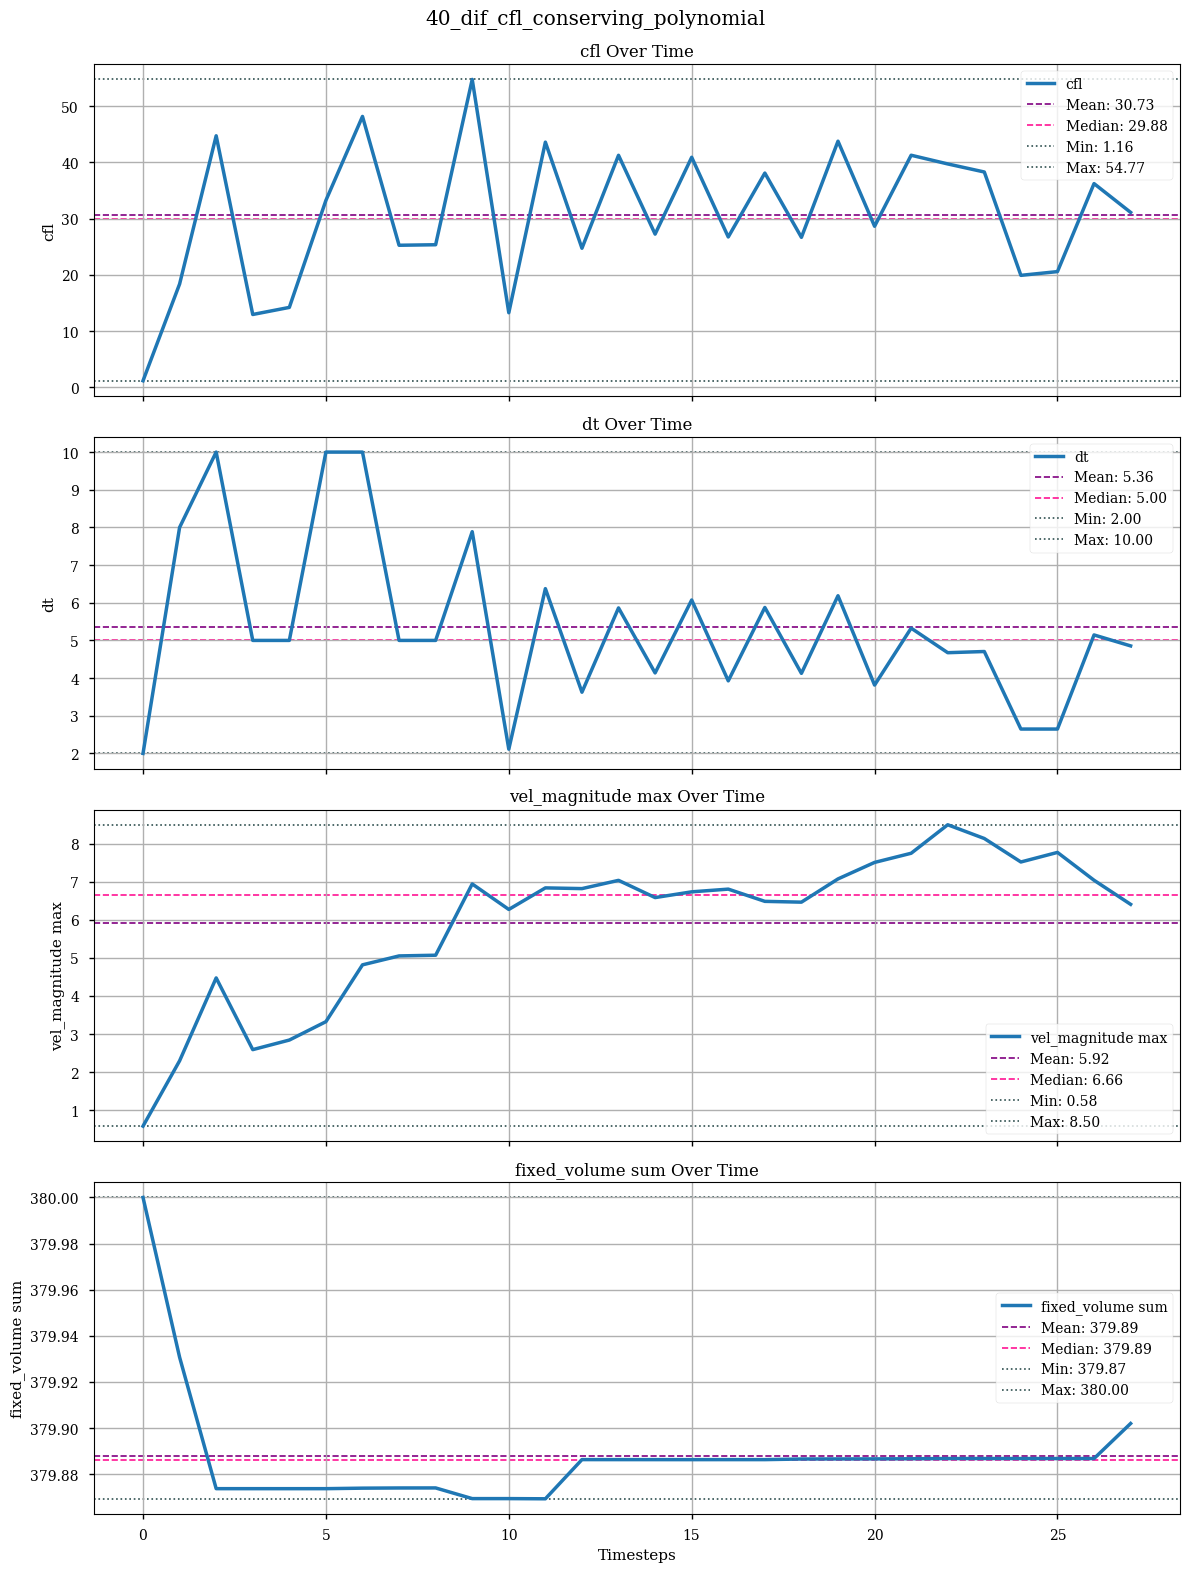 40_dif_cfl_conserving_polynomial
cfl Over Time
50
40
30
20
10
0
cfl
cfl
Mean: 30.73
Median: 29.88
Min: 1.16
Max: 54.77
dt Over Time
10
9
8
7
6
5
4
3
2
dt
dt
Mean: 5.36
Median: 5.00
Min: 2.00
Max: 10.00
vel_magnitude max Over Time
8
7
6
5
4
3
2
1
vel_magnitude max
vel_magnitude max
Mean: 5.92
Median: 6.66
Min: 0.58
Max: 8.50
fixed_volume sum Over Time
380.00
379.98
379.96
379.94
379.92
379.90
379.88
fixed_volume sum
fixed_volume sum
Mean: 379.89
Median: 379.89
Min: 379.87
Max: 380.00
0 5 10 15 20 25
Timesteps